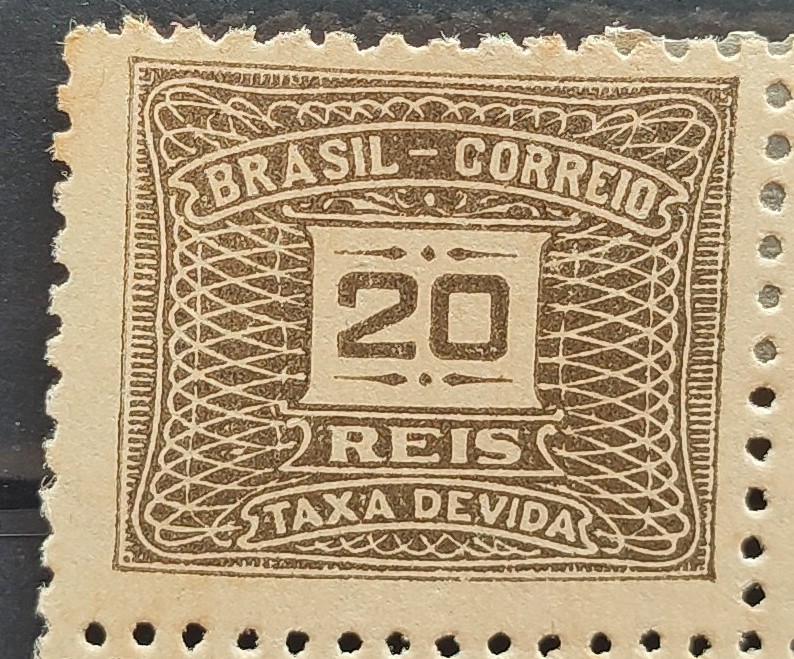 BRASIL - CORREIO
20
REIS
TAXA DEVIDA